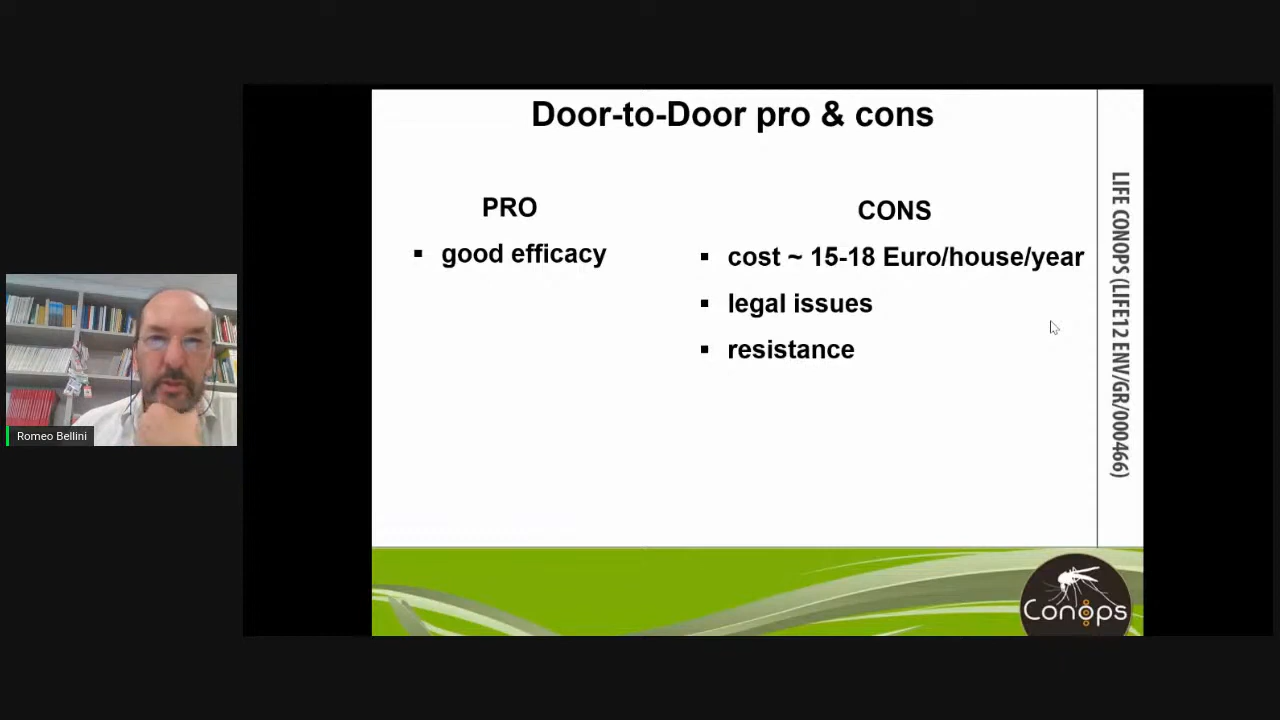 Door-to-Door pro & cons
PRO
▪ good efficacy
CONS
▪ cost ~ 15-18 Euro/house/year
▪ legal issues
▪ resistance
LIFE CONOPS (LIFE12 ENV/GR/000466)
Conops
Romeo Bellini